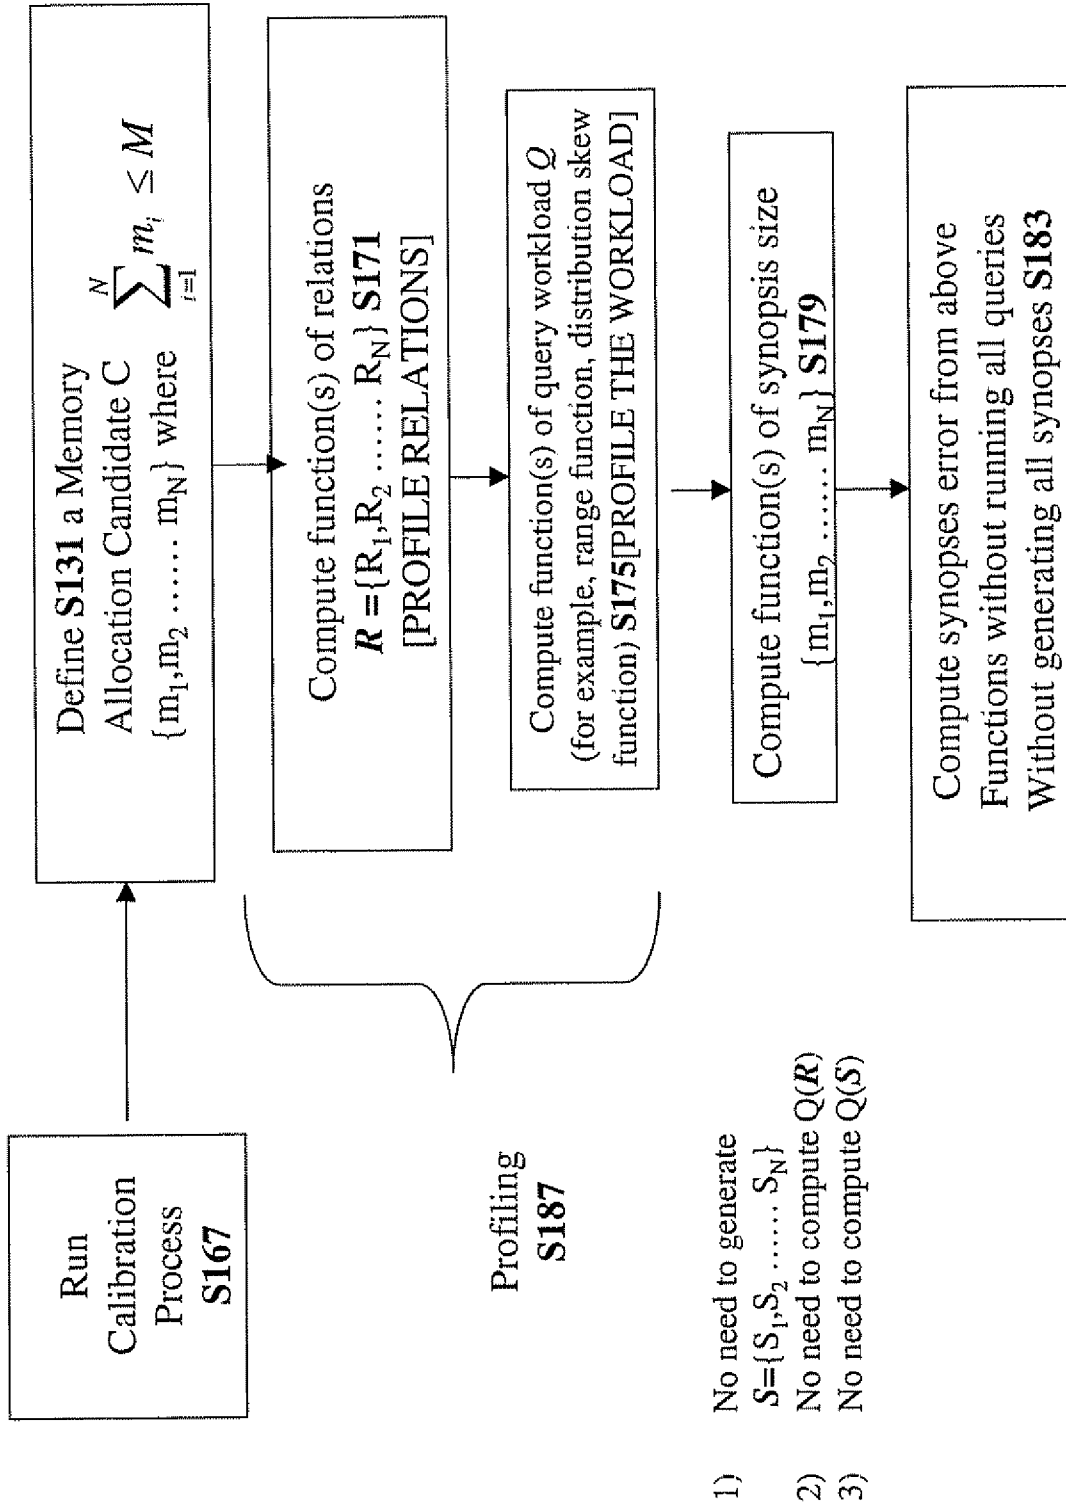 Run
Calibration
Process
S167
Define S131 a Memory
Allocation Candidate C
{m₁,m₂ ...... m_N} where ∑_{i=1}^{N} m_i ≤ M
Compute function(s) of relations
R ={R₁,R₂ ...... R_N} S171
[PROFILE RELATIONS]
Compute function(s) of query workload Q
(for example, range function, distribution skew
function) S175[PROFILE THE WORKLOAD]
Profiling
S187
Compute function(s) of synopsis size
{m₁,m₂ ...... m_N} S179
Compute synopses error from above
Functions without running all queries
Without generating all synopses S183
1) No need to generate
S={S₁,S₂ ...... S_N}
2) No need to compute Q(R)
3) No need to compute Q(S)